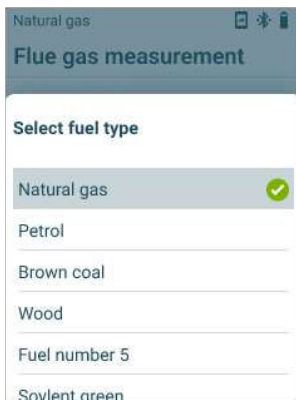 Natural gas
Flue gas measurement
Select fuel type
Natural gas
Petrol
Brown coal
Wood
Fuel number 5
Soylent green